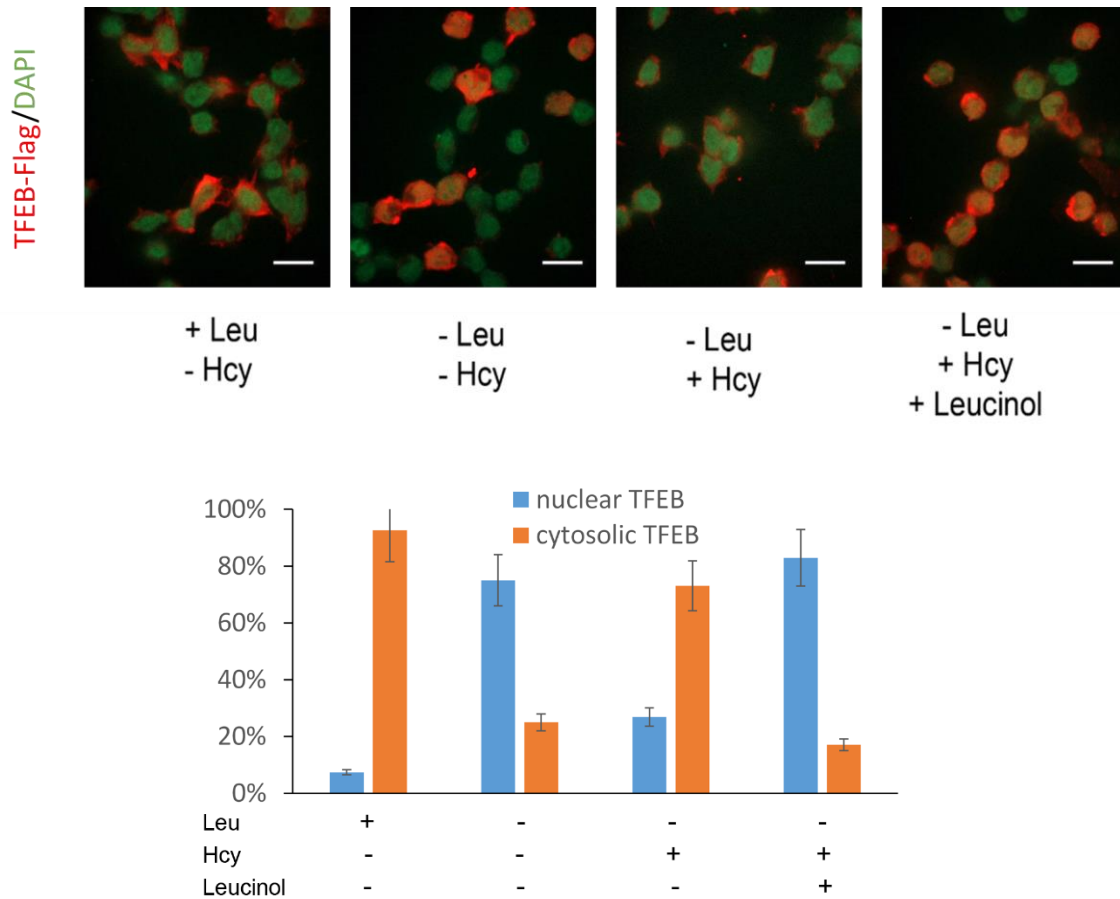 TFEB-Flag/DAPI
+ Leu
- Hcy
- Leu
- Hcy
- Leu
+ Hcy
- Leu
+ Hcy
+ Leucinol
nuclear TFEB
cytosolic TFEB
100%
80%
60%
40%
20%
0%
Leu + - - -
Hcy - - + +
Leucinol - - - +